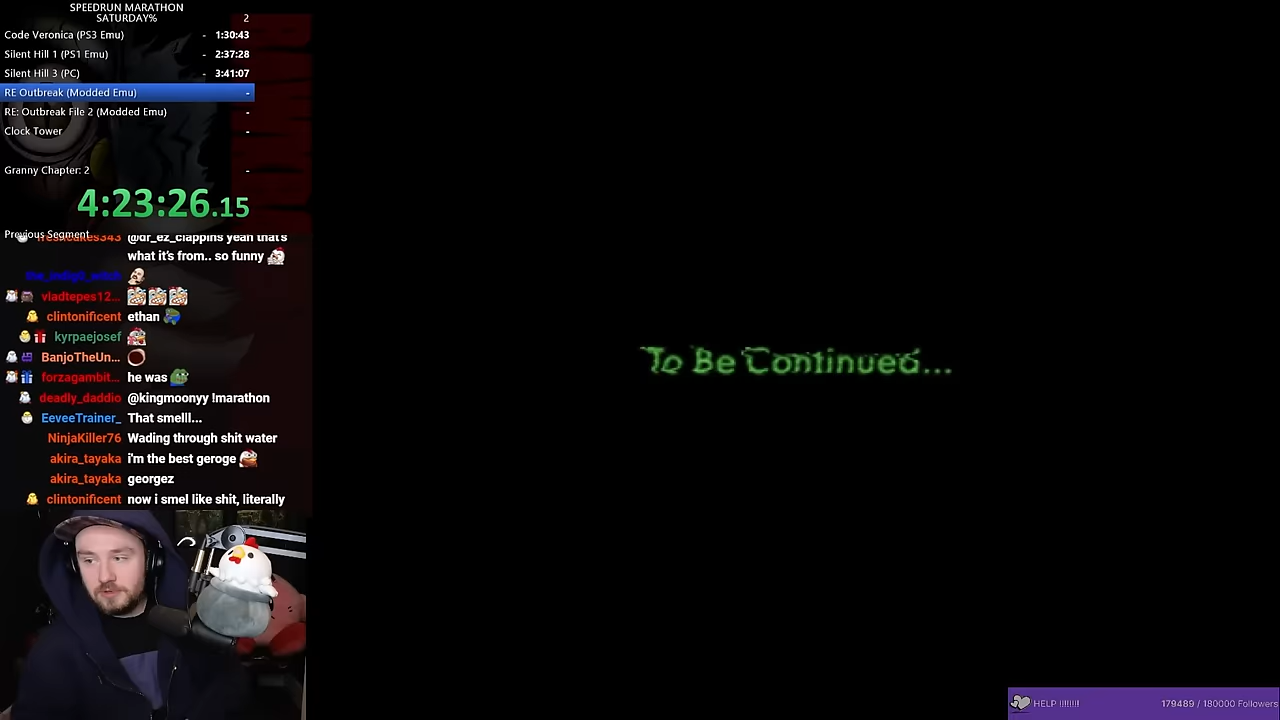 SPEEDRUN MARATHON
SATURDAY% 2
Code Veronica (PS3 Emu) - 1:30:43
Silent Hill 1 (PS1 Emu) - 2:37:28
Silent Hill 3 (PC) - 3:41:07
RE Outbreak (Modded Emu) -
RE: Outbreak File 2 (Modded Emu) -
Clock Tower -
Granny Chapter: 2 -
4:23:26.15
Previous Segment
@dr_ez_clappins yeah that's
what it's from.. so funny
vladtepes12...
clintonificent ethan
kyrpaejosef
BanjoTheUn...
forzagambit... he was
deadly_daddio @kingmoonyy !marathon
EeveeTrainer_ That smelll...
NinjaKiller76 Wading through shit water
akira_tayaka i'm the best geroge
akira_tayaka georgez
clintonificent now i smel like shit, literally
To Be Continued...
HELP !!!!!!! 179489 / 180000 Followers